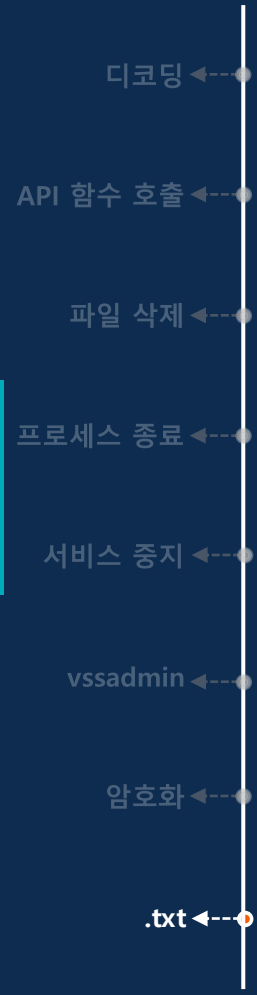 디코딩
API 함수 호출
파일 삭제
프로세스 종료
서비스 중지
vssadmin
암호화
.txt